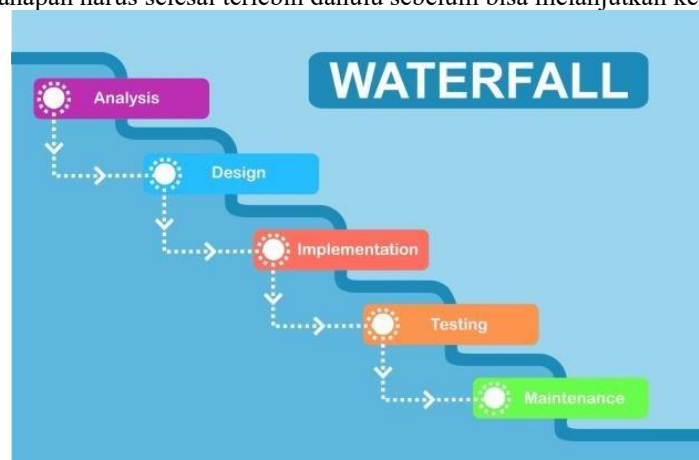 harus selesai terlebih dahulu sebelum bisa melanjutkan
WATERFALL
Analysis
Design
Implementation
Testing
Maintenance